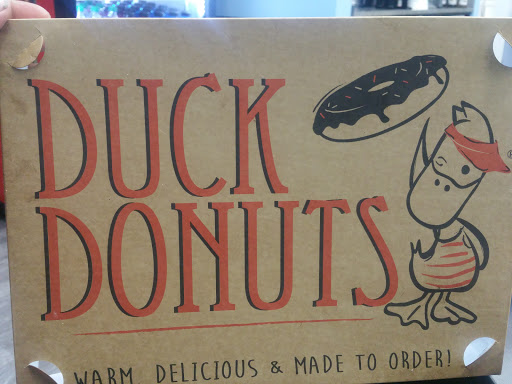 DUCK
DONUTS
WARM DELICIOUS & MADE TO ORDER!